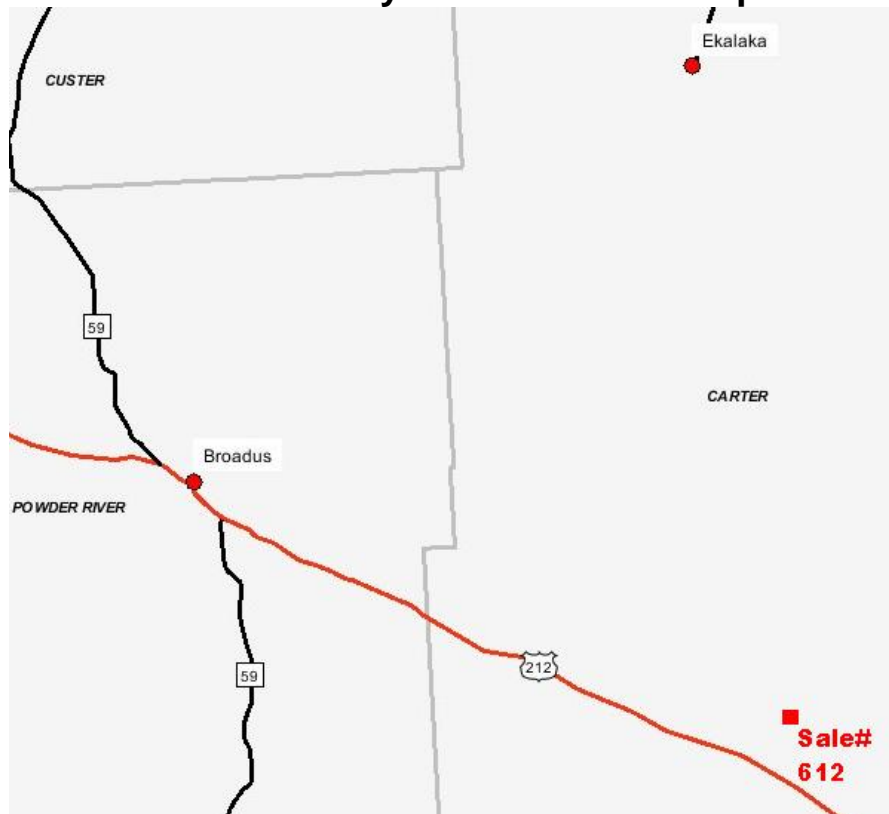 Ekalaka
CUSTER
59
CARTER
Broadus
POWDER RIVER
212
59
Sale#
612